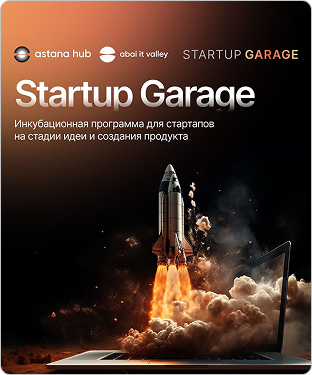 astana hub
abai it valley
STARTUP GARAGE
Startup Garage
Инкубационная программа для стартапов
на стадии идеи и создания продукта